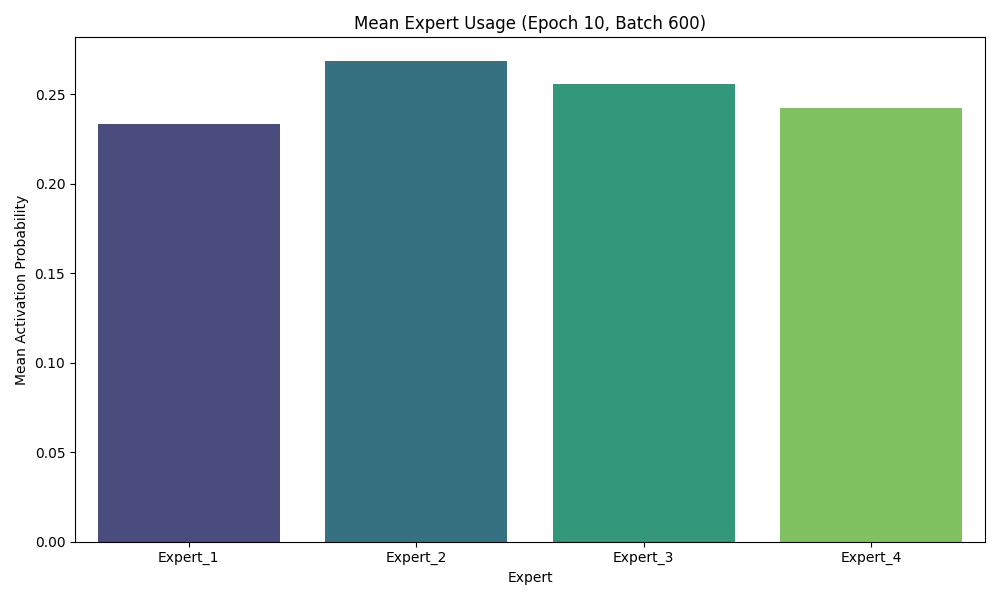 Mean Expert Usage (Epoch 10, Batch 600)
Mean Activation Probability
0.25
0.20
0.15
0.10
0.05
0.00
Expert_1
Expert_2
Expert_3
Expert_4
Expert